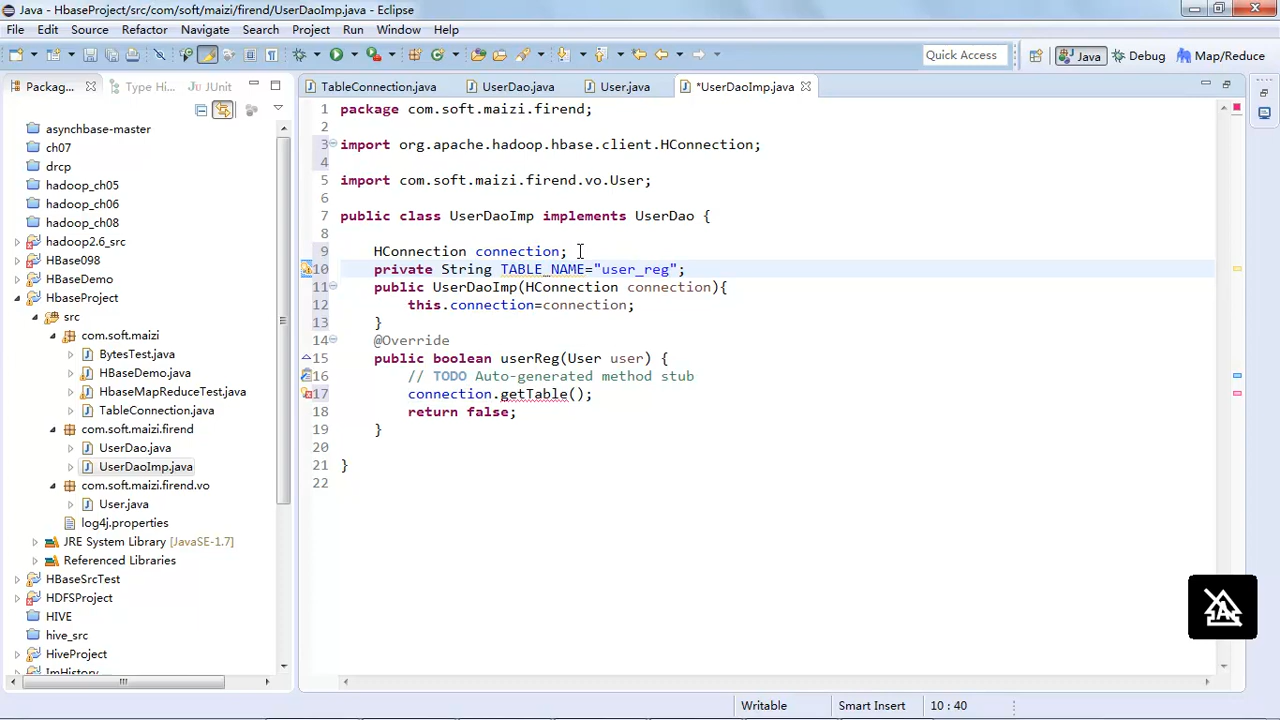 Java - HbaseProject/src/com/soft/maizi/firend/UserDaoImp.java - Eclipse
File Edit Source Refactor Navigate Search Project Run Window Help
Quick Access Java Debug Map/Reduce
Packag... Type Hi... JUnit
TableConnection.java UserDao.java User.java *UserDaoImp.java
asynchbase-master
ch07
drcp
hadoop_ch05
hadoop_ch06
hadoop_ch08
hadoop2.6_src
HBase098
HBaseDemo
HbaseProject
src
com.soft.maizi
BytesTest.java
HBaseDemo.java
HbaseMapReduceTest.java
TableConnection.java
com.soft.maizi.firend
UserDao.java
UserDaoImp.java
com.soft.maizi.firend.vo
User.java
log4j.properties
JRE System Library [JavaSE-1.7]
Referenced Libraries
HBaseSrcTest
HDFSProject
HIVE
hive_src
HiveProject
ImHistory
1 package com.soft.maizi.firend;
2
3 import org.apache.hadoop.hbase.client.HConnection;
4
5 import com.soft.maizi.firend.vo.User;
6
7 public class UserDaoImp implements UserDao {
8
9 HConnection connection;
10 private String TABLE_NAME="user_reg";
11 public UserDaoImp(HConnection connection){
12 this.connection=connection;
13 }
14 @Override
15 public boolean userReg(User user) {
16 // TODO Auto-generated method stub
17 connection.getTable();
18 return false;
19 }
20
21 }
22
Writable Smart Insert 10 : 40